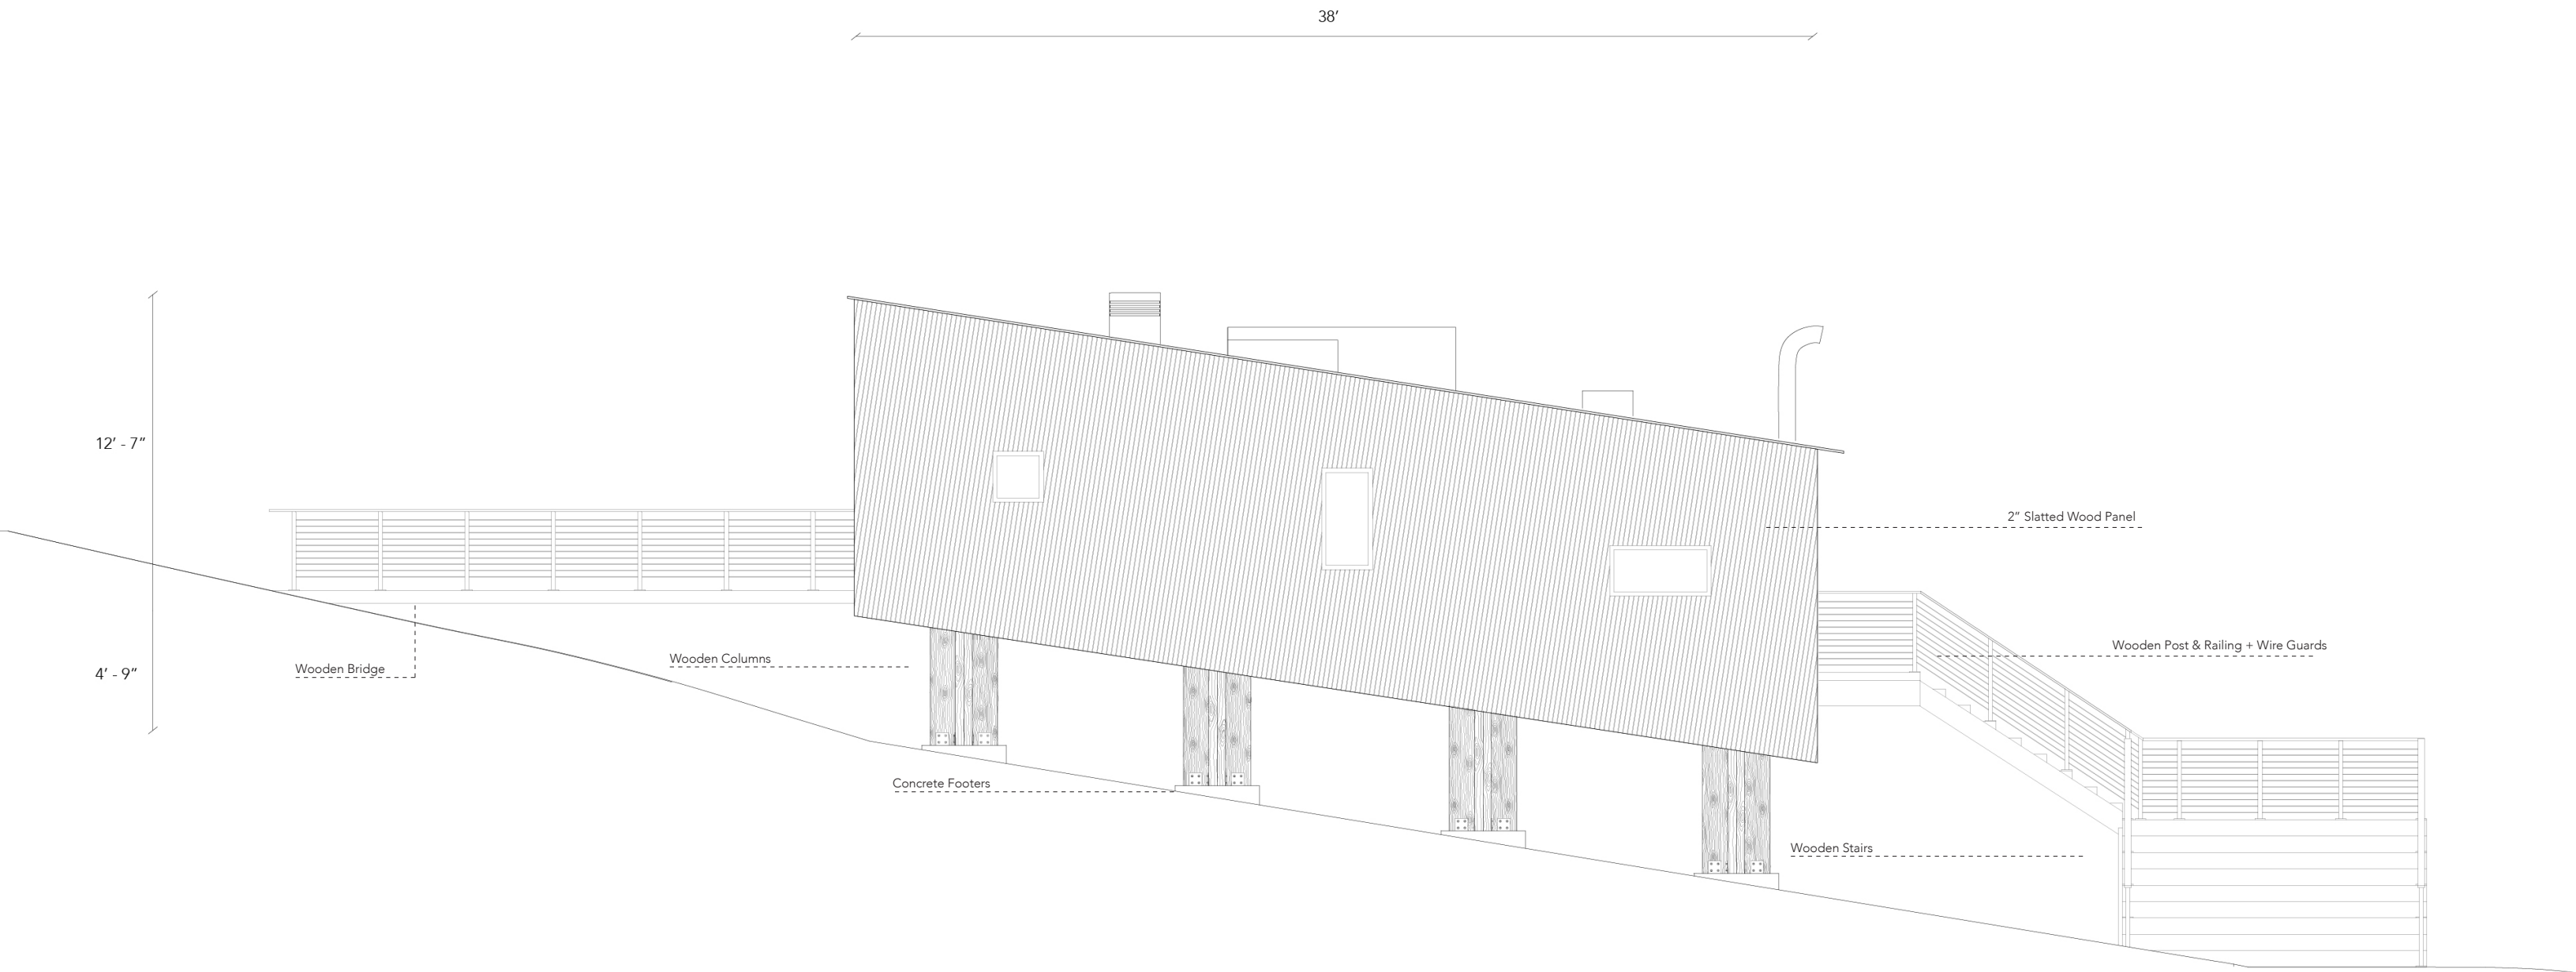 38’
12’ - 7”
2” Slatted Wood Panel
Wooden Post & Railing + Wire Guards
Wooden Columns
Wooden Bridge
4’ - 9”
Concrete Footers
Wooden Stairs